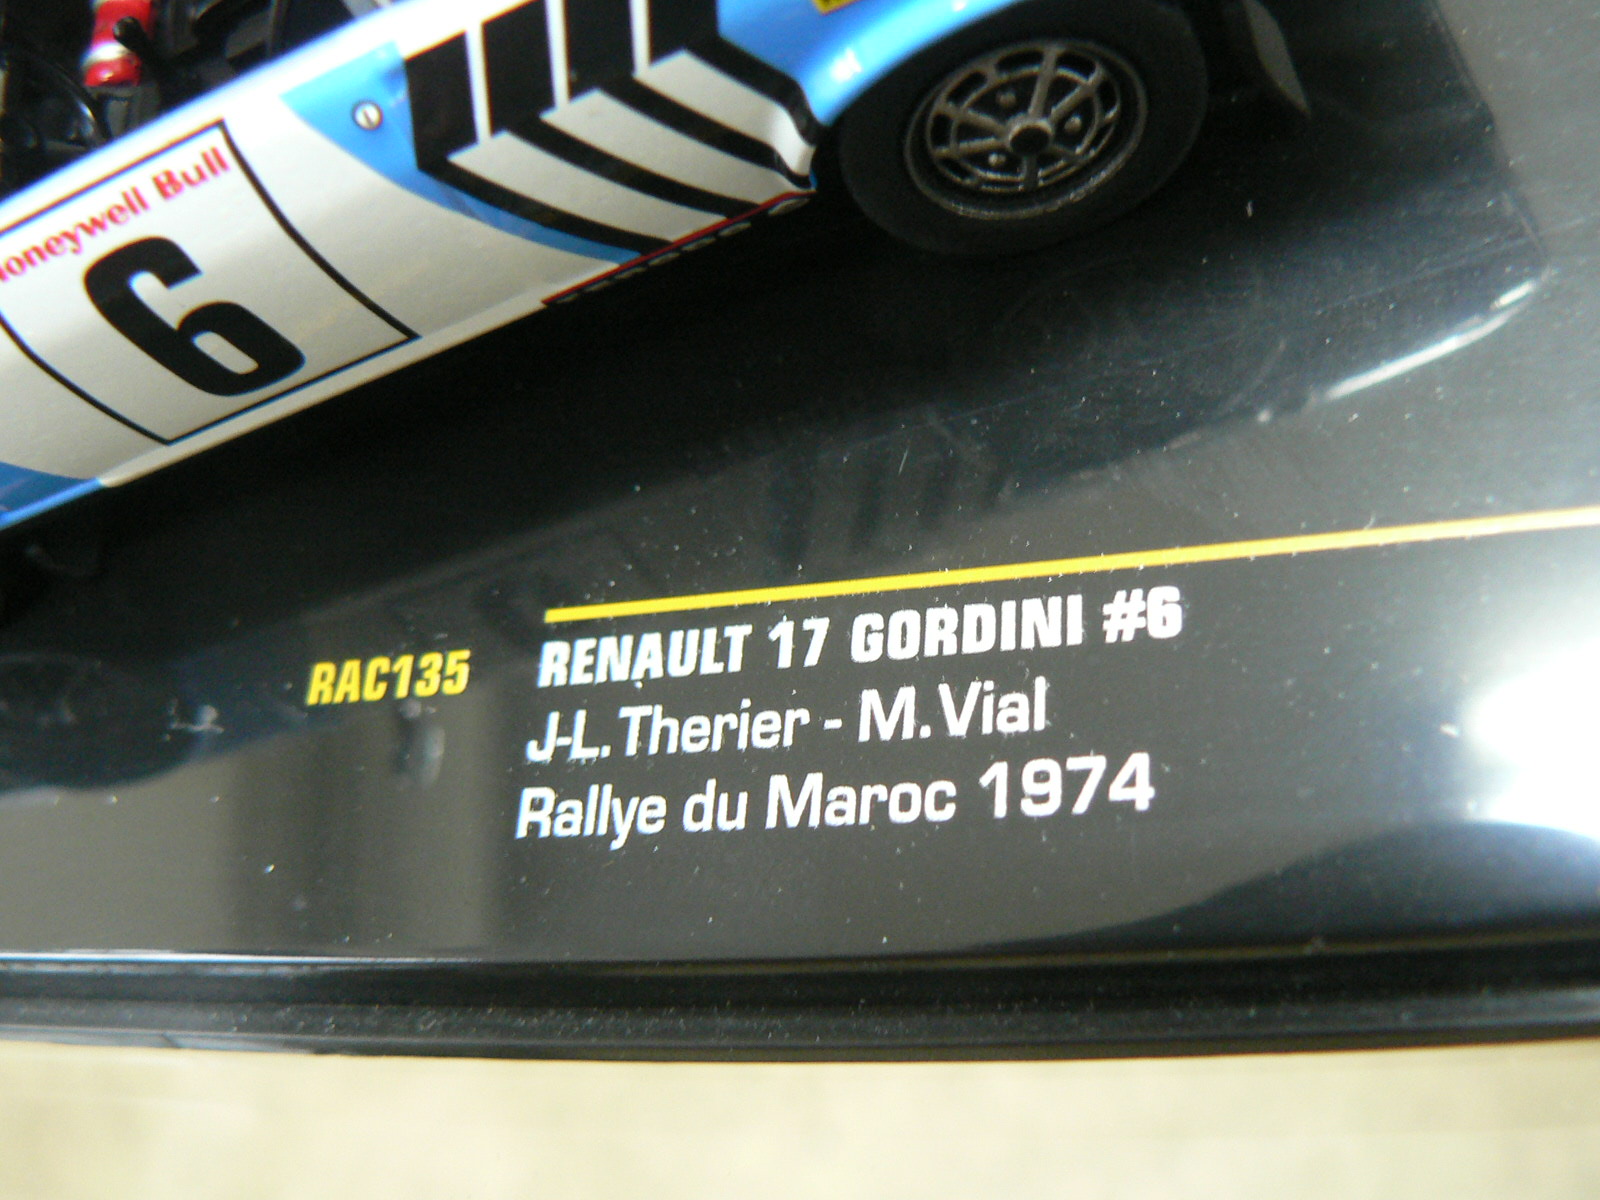 Honeywell Bull
6
RAC135
RENAULT 17 GORDINI #6
J-L. Therier - M. Vial
Rallye du Maroc 1974